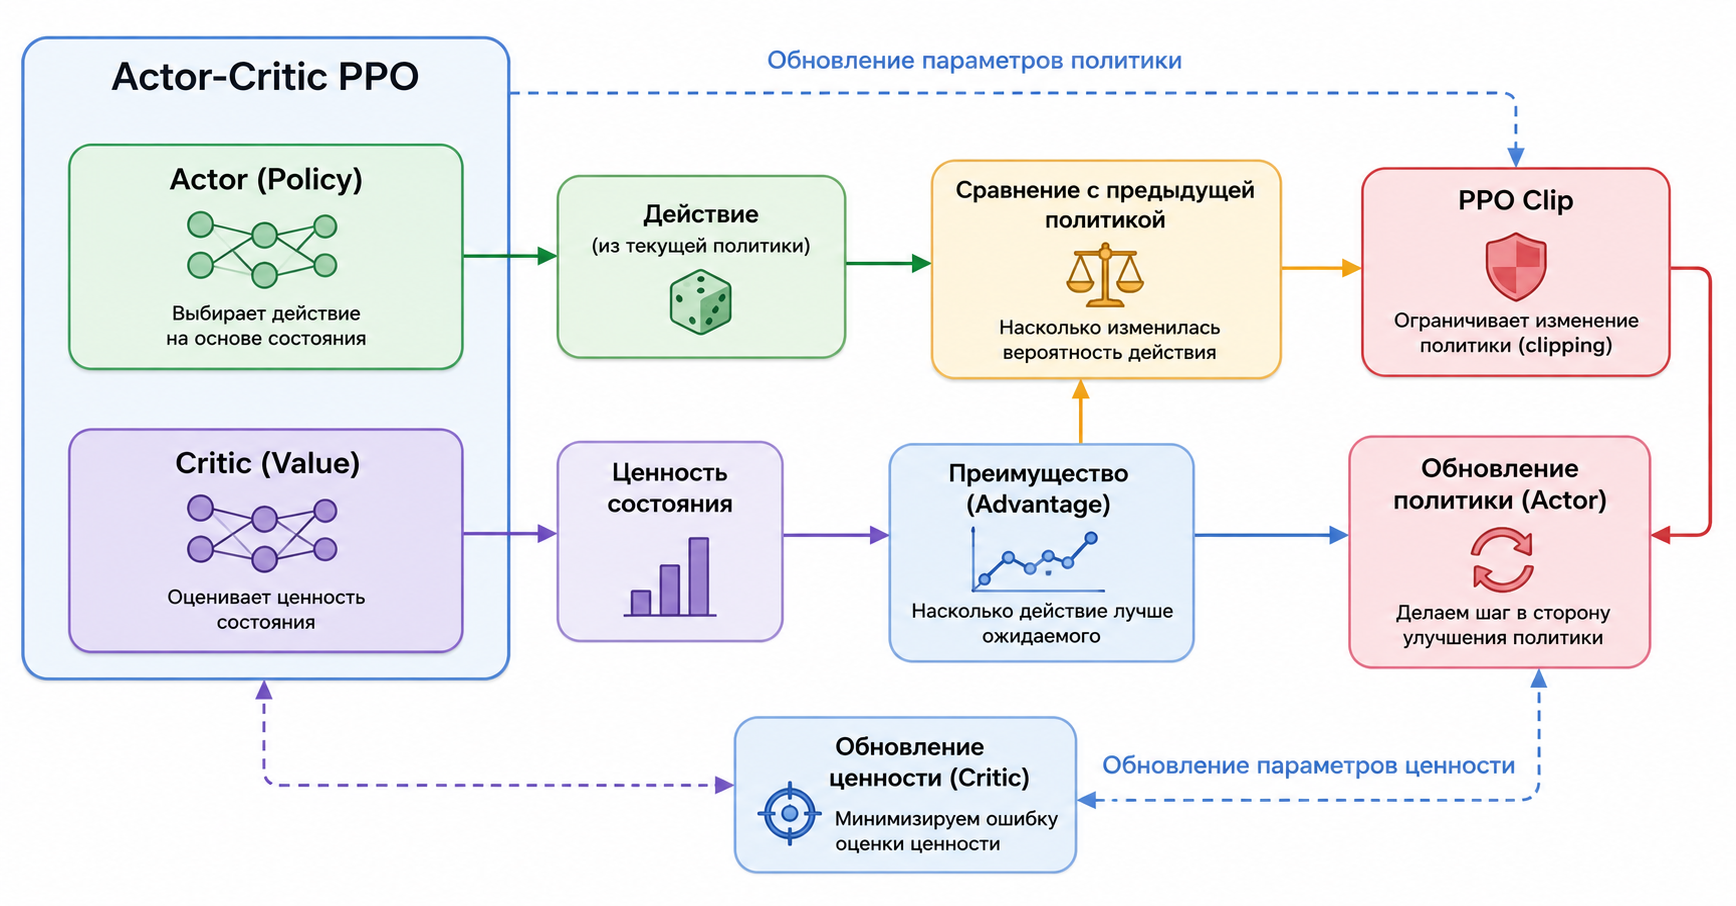 Actor-Critic PPO
Обновление параметров политики
Actor (Policy)
Выбирает действие
на основе состояния
Действие
(из текущей политики)
Сравнение с предыдущей
политикой
Насколько изменилась
вероятность действия
PPO Clip
Ограничивает изменение
политики (clipping)
Critic (Value)
Оценивает ценность
состояния
Ценность
состояния
Преимущество
(Advantage)
Насколько действие лучше
ожидаемого
Обновление
политики (Actor)
Делаем шаг в сторону
улучшения политики
Обновление
ценности (Critic)
Минимизируем ошибку
оценки ценности
Обновление параметров ценности